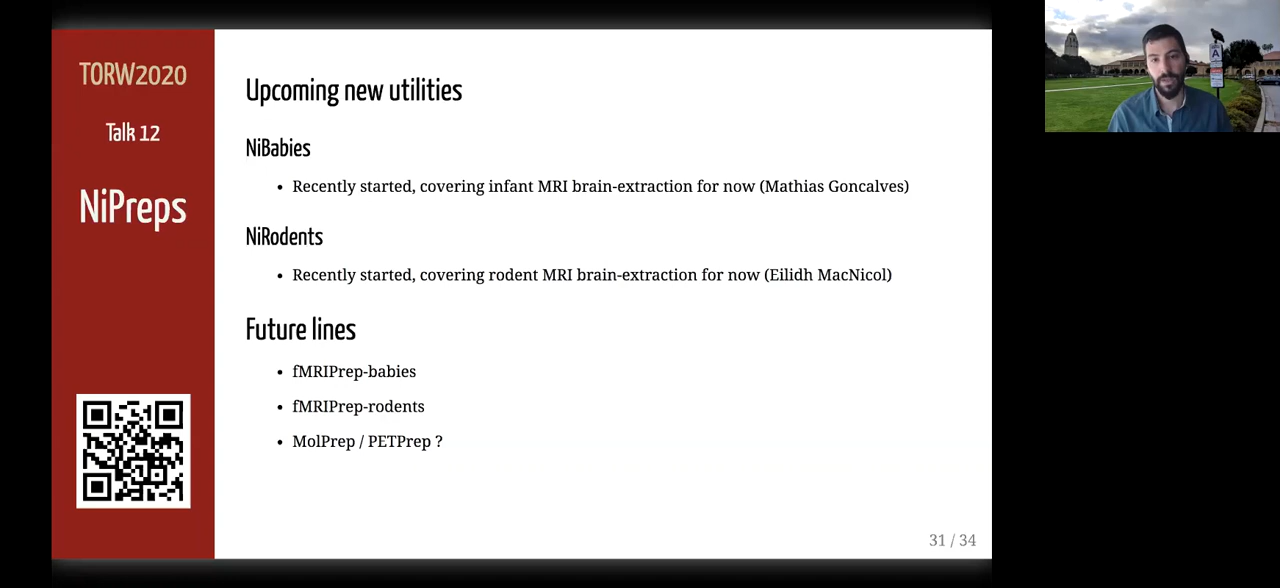 TORW2020
Talk 12
NiPreps
Upcoming new utilities
NiBabies
• Recently started, covering infant MRI brain-extraction for now (Mathias Goncalves)
NiRodents
• Recently started, covering rodent MRI brain-extraction for now (Eilidh MacNicol)
Future lines
• fMRIPrep-babies
• fMRIPrep-rodents
• MolPrep / PETPrep ?
31 / 34
A